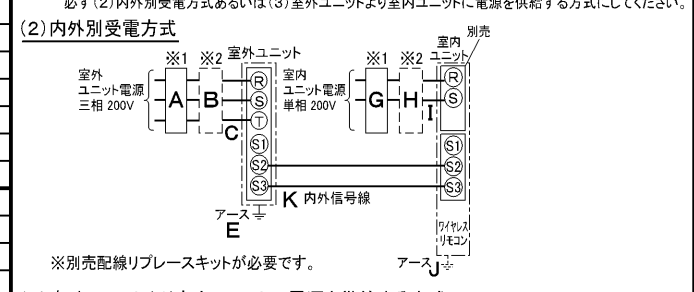 必ず(2)内外別受電方式あるいは(3)室外ユニットより室内ユニットに電源を供給する方式にしてください。
(2)内外別受電方式
別売
※1 ※2 室外ユニット
※1 ※2 室内ユニット
室外
ユニット電源
三相 200V
A
B
C
R
S
T
S1
S2
S3
室内
ユニット電源
単相 200V
G
H
I
R
S
S1
S2
S3
K 内外信号線
アース
E
ワイヤレス
リモコン
アース J
※別売配線リプレースキットが必要です。